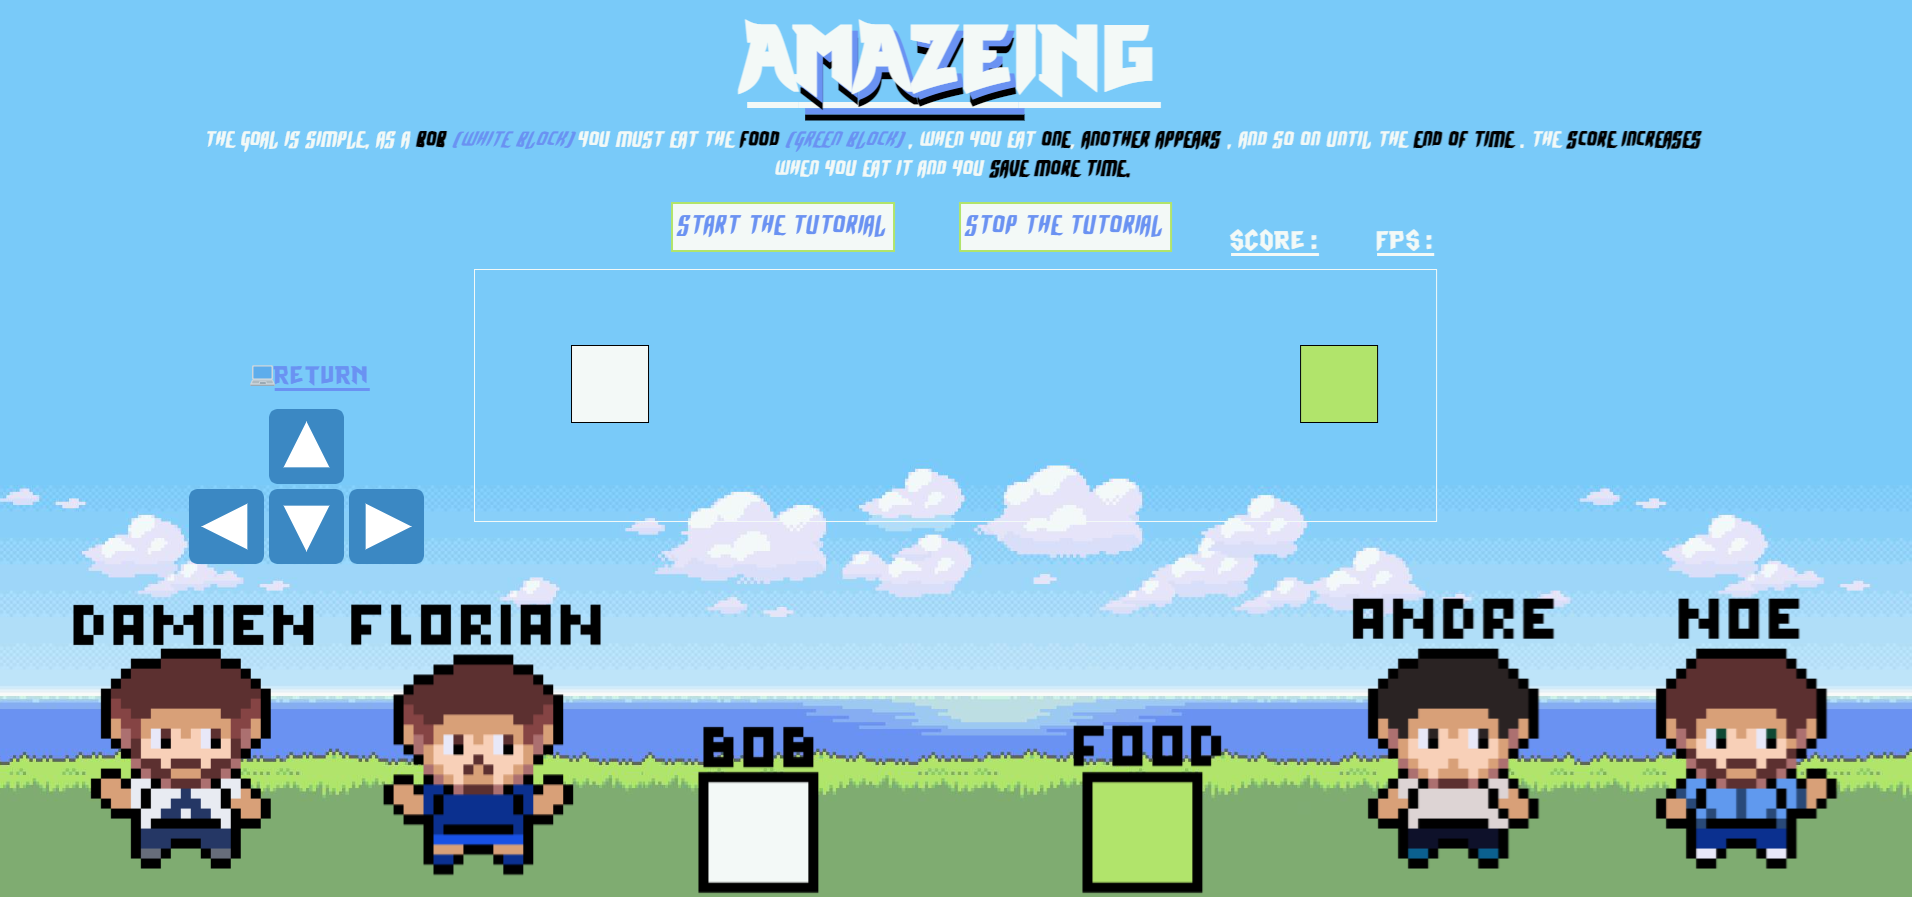 AMAZEING
THE GOAL IS SIMPLE, AS A BOB (WHITE BLOCK) YOU MUST EAT THE FOOD (GREEN BLOCK) , WHEN YOU EAT ONE, ANOTHER APPEARS , AND SO ON UNTIL THE END OF TIME . THE SCORE INCREASES
WHEN YOU EAT IT AND YOU SAVE MORE TIME.
START THE TUTORIAL STOP THE TUTORIAL
SCORE : FPS :
RETURN
DAMIEN FLORIAN ANDRE NOE
BOB FOOD